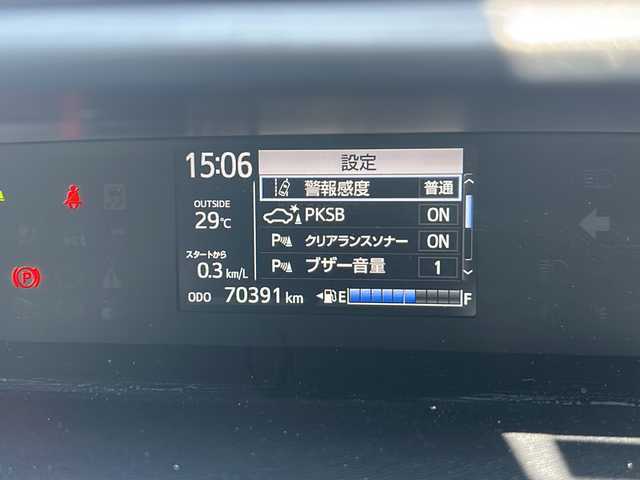 15:06
OUTSIDE
29℃
スタートから
0.3 km/L
ODO 70391 km
設定
警報感度 普通
PKSB ON
P クリアランスソナー ON
P ブザー音量 1
E F
P